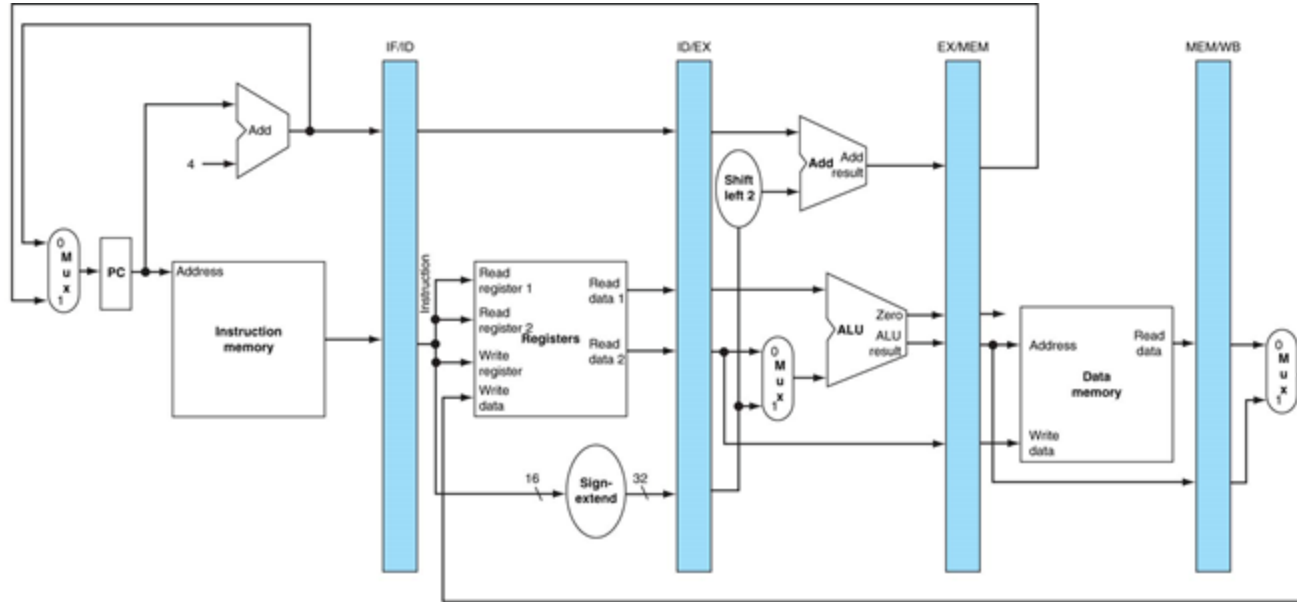 IF/ID
ID/EX
EX/MEM
MEM/WB
Add
4
Add
Add
result
Shift
left 2
0
M
u
x
1
PC
Address
Instruction
memory
Instruction
Read
register 1
Read
register 2
Registers
Write
register
Write
data
Read
data 1
Read
data 2
16
Sign-
extend
32
0
M
u
x
1
Zero
ALU
ALU
result
Address
Read
data
Data
memory
Write
data
0
M
u
x
1